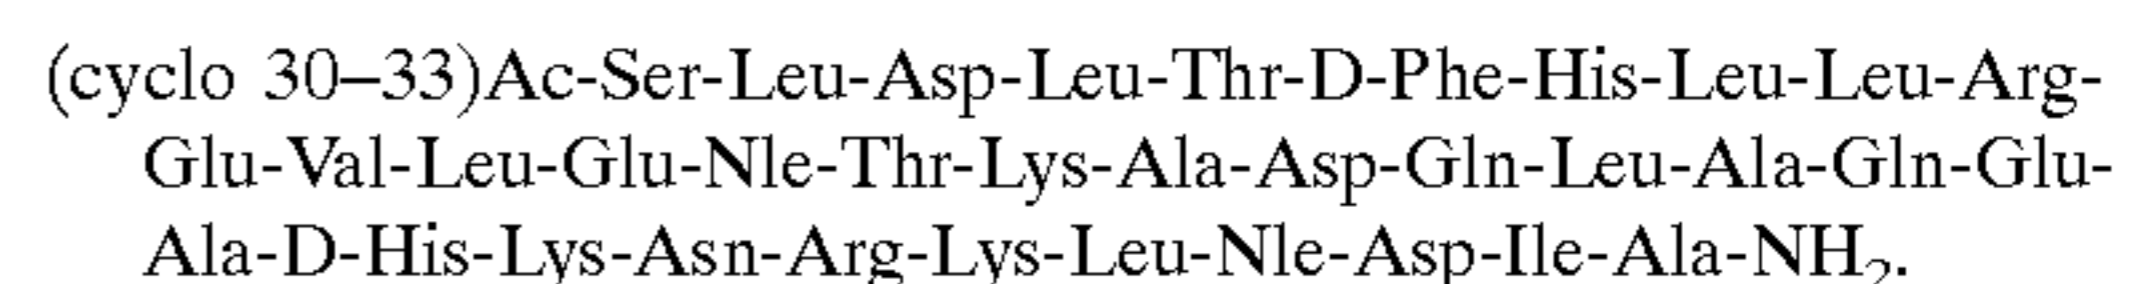 (cyclo 30–33)Ac-Ser-Leu-Asp-Leu-Thr-D-Phe-His-Leu-Leu-Arg-
Glu-Val-Leu-Glu-Nle-Thr-Lys-Ala-Asp-Gln-Leu-Ala-Gln-Glu-
Ala-D-His-Lys-Asn-Arg-Lys-Leu-Nle-Asp-Ile-Ala-NH₂.